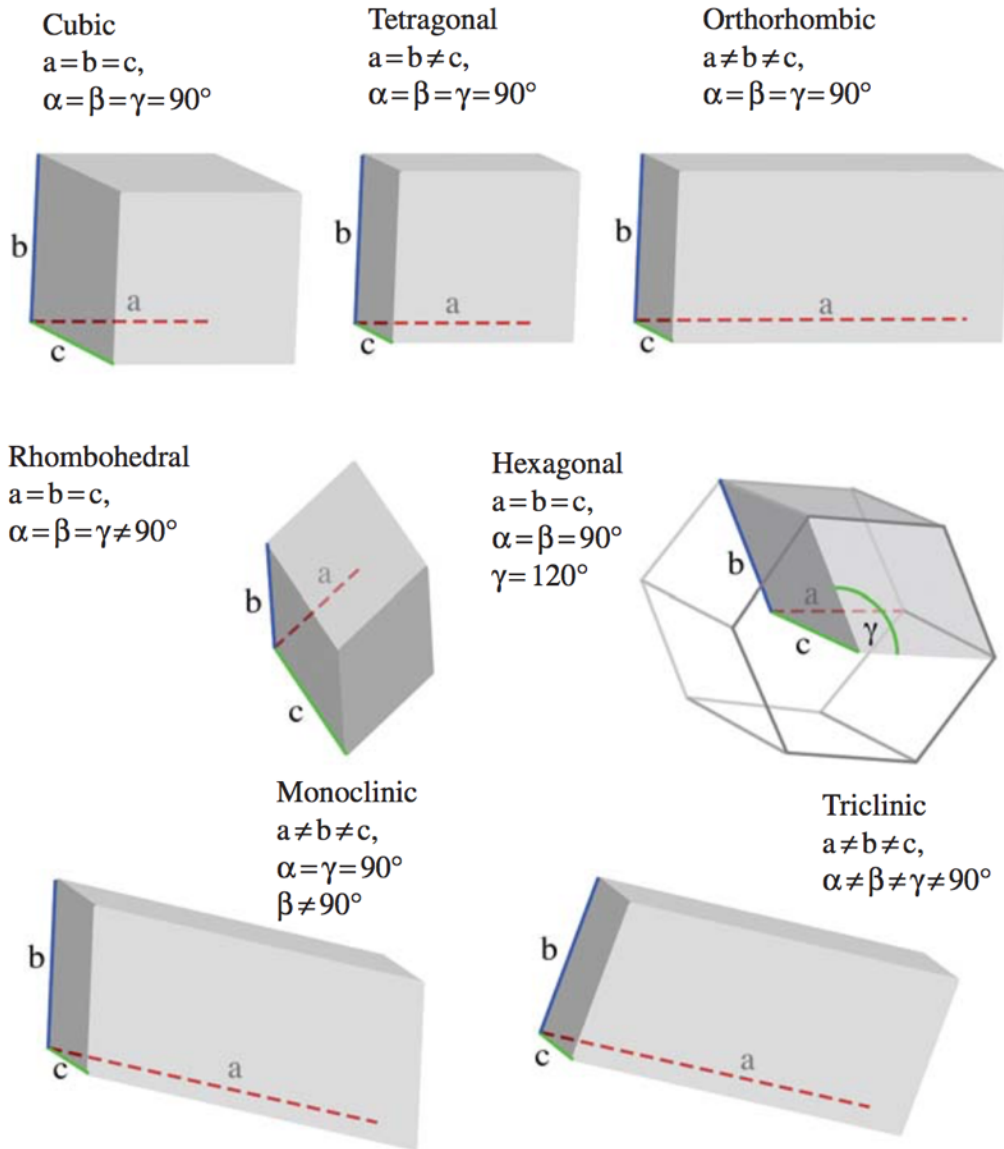 Cubic
a=b=c,
α=β=γ=90°
b
a
c
Tetragonal
a=b≠c,
α=β=γ=90°
b
a
c
Orthorhombic
a≠b≠c,
α=β=γ=90°
b
a
c
Rhombohedral
a=b=c,
α=β=γ≠90°
a
b
c
Hexagonal
a=b=c,
α=β=90°
γ=120°
b
a
c
γ
Monoclinic
a≠b≠c,
α=γ=90°
β≠90°
b
c
a
Triclinic
a≠b≠c,
α≠β≠γ≠90°
b
c
a